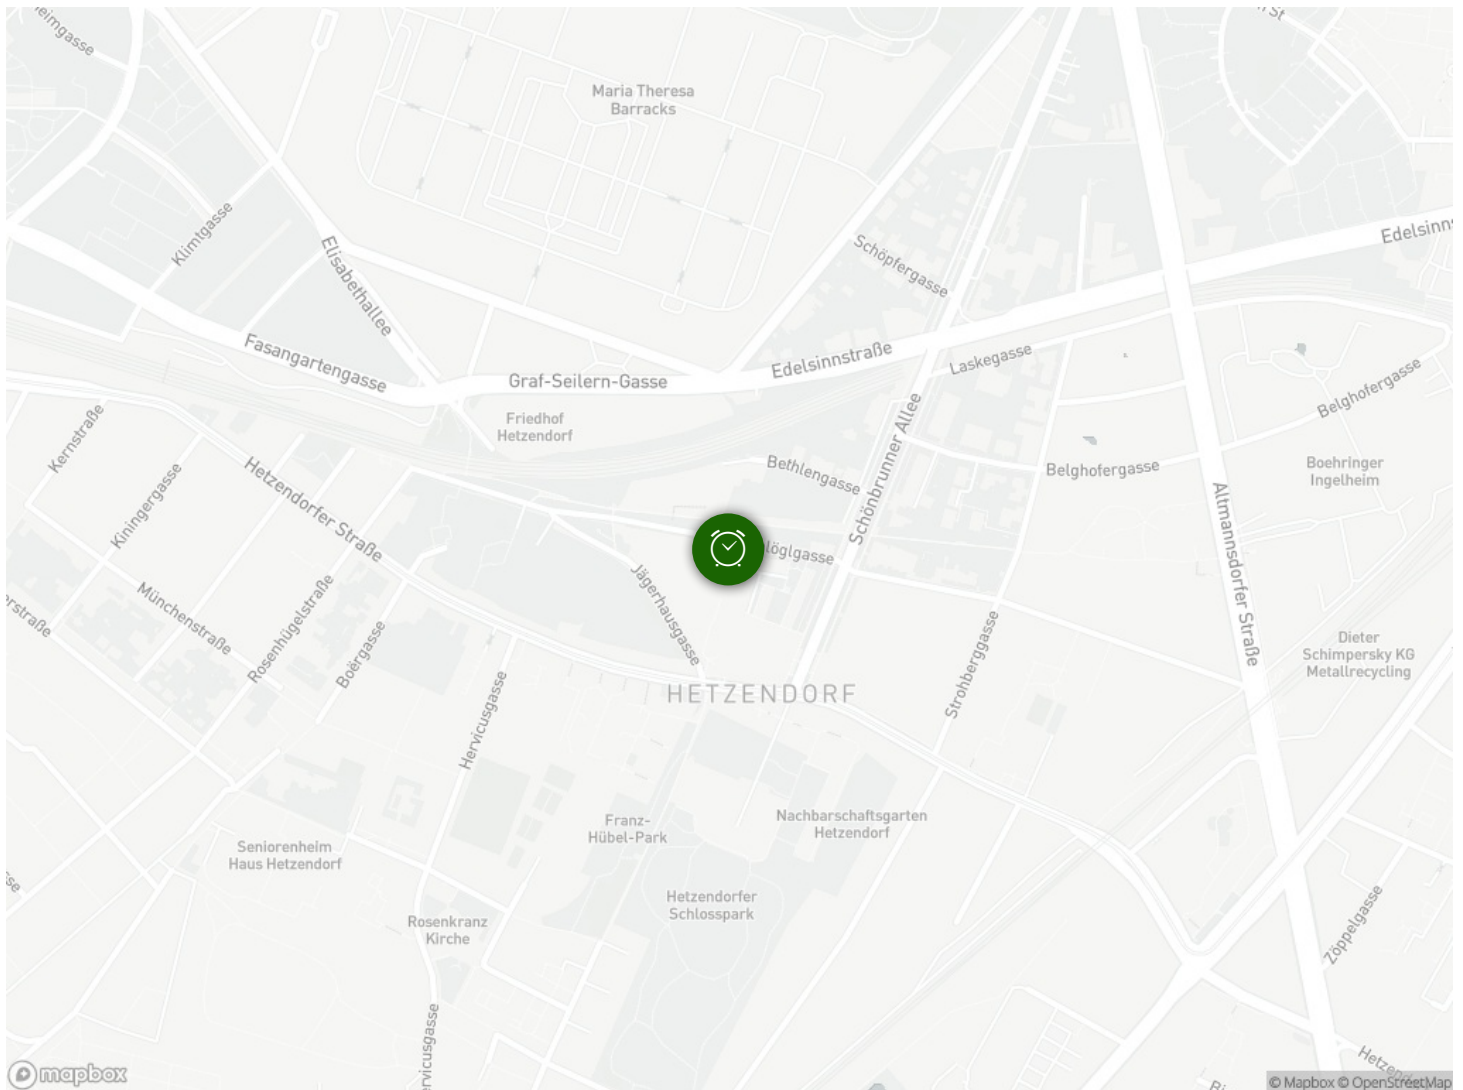 Maria Theresa
Barracks
Klimtgasse
Elisabethallee
Schöpfergasse
Fasangartengasse
Graf-Seilern-Gasse
Edelsinnstraße
Laskegasse
Friedhof
Hetzendorf
Kernstraße
Kiningergasse
Hetzendorfer Straße
Bethlengasse
Schönbrunner Allee
Belghofergasse
Belghofergasse
Boehringer
Ingelheim
Altmannsdorfer Straße
Jägerhausgasse
Münchenstraße
Rosenhügelstraße
Boërgasse
Hervicusgasse
Strohberggasse
Dieter
Schimpersky KG
Metallrecycling
HETZENDORF
Franz-
Hübel-Park
Nachbarschaftsgarten
Hetzendorf
Seniorenheim
Haus Hetzendorf
Hetzendorfer
Schlosspark
Rosenkranz
Kirche
Zöppelgasse
mapbox
© Mapbox © OpenStreetMap